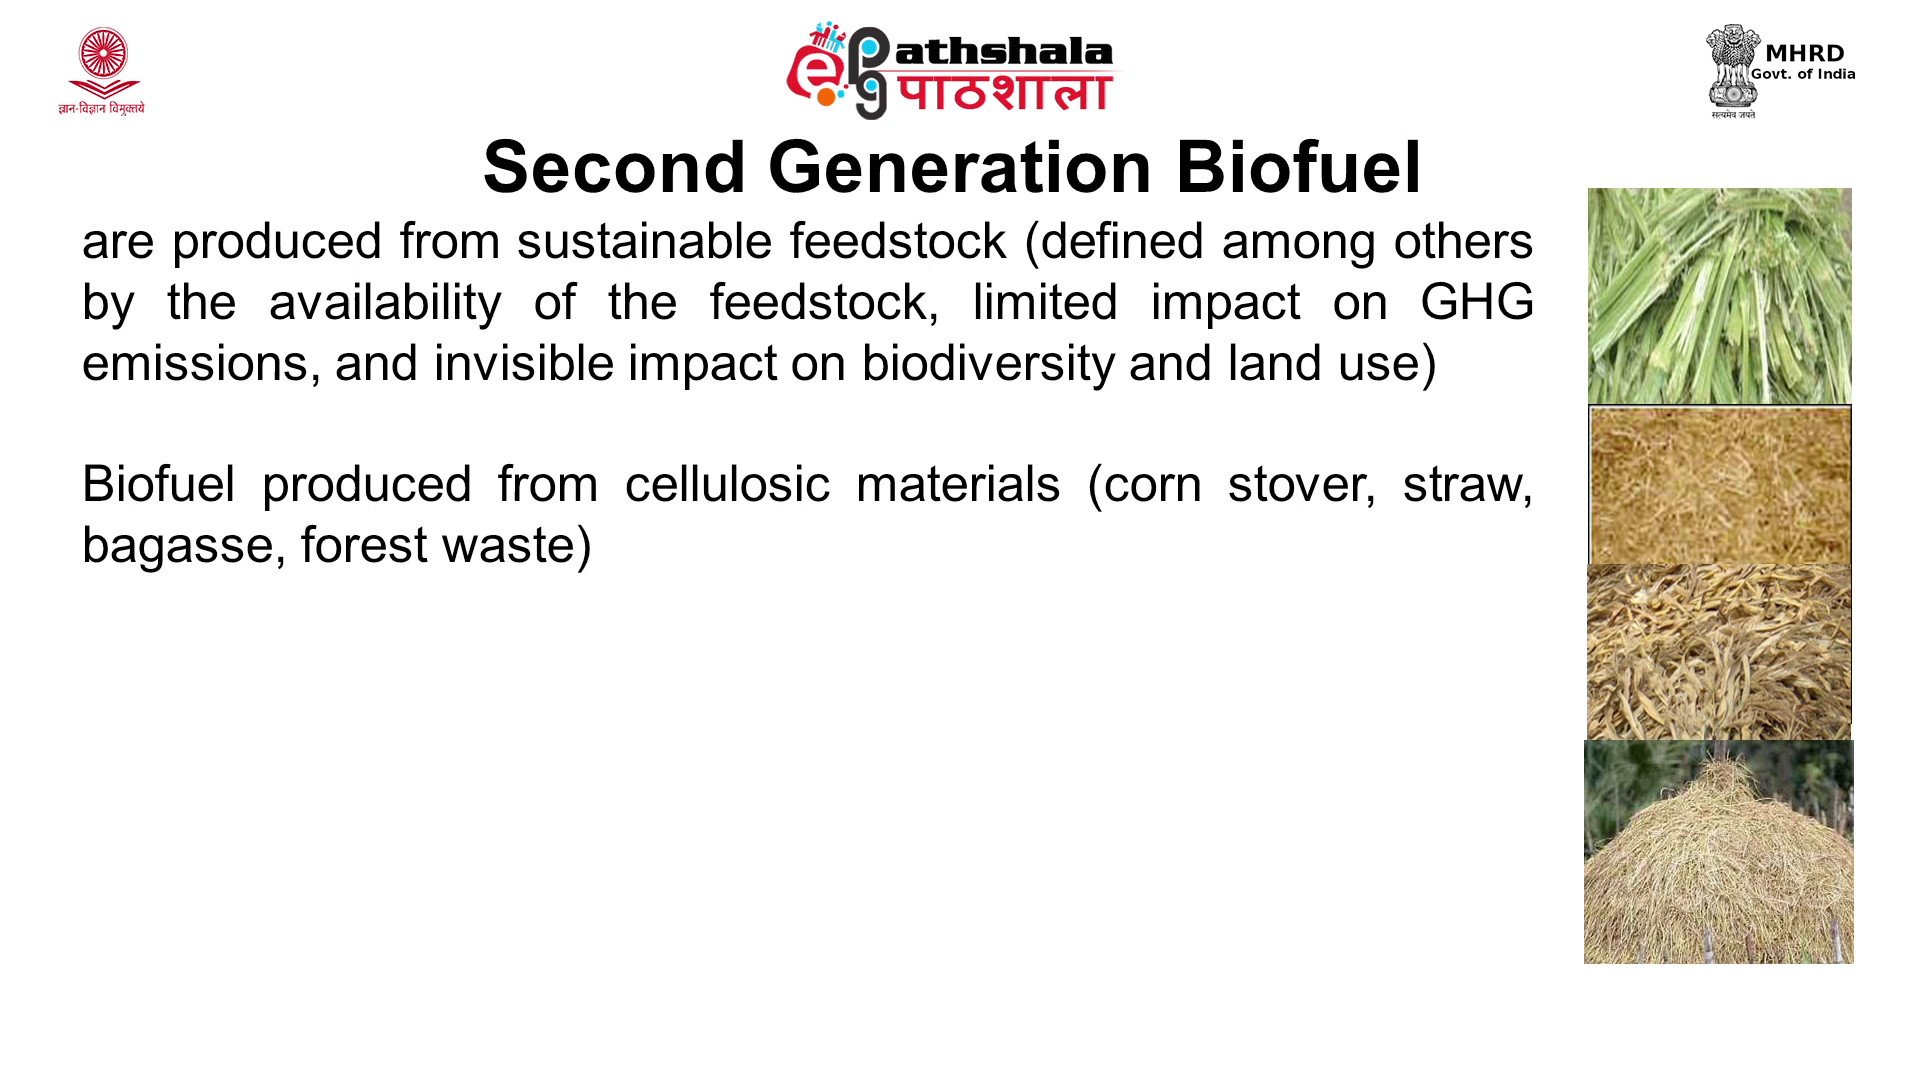 ज्ञान-विज्ञान विमुक्तये
athshala
पाठशाला
MHRD
Govt. of India
सत्यमेव जयते
Second Generation Biofuel
are produced from sustainable feedstock (defined among others
by the availability of the feedstock, limited impact on GHG
emissions, and invisible impact on biodiversity and land use)
Biofuel produced from cellulosic materials (corn stover, straw,
bagasse, forest waste)